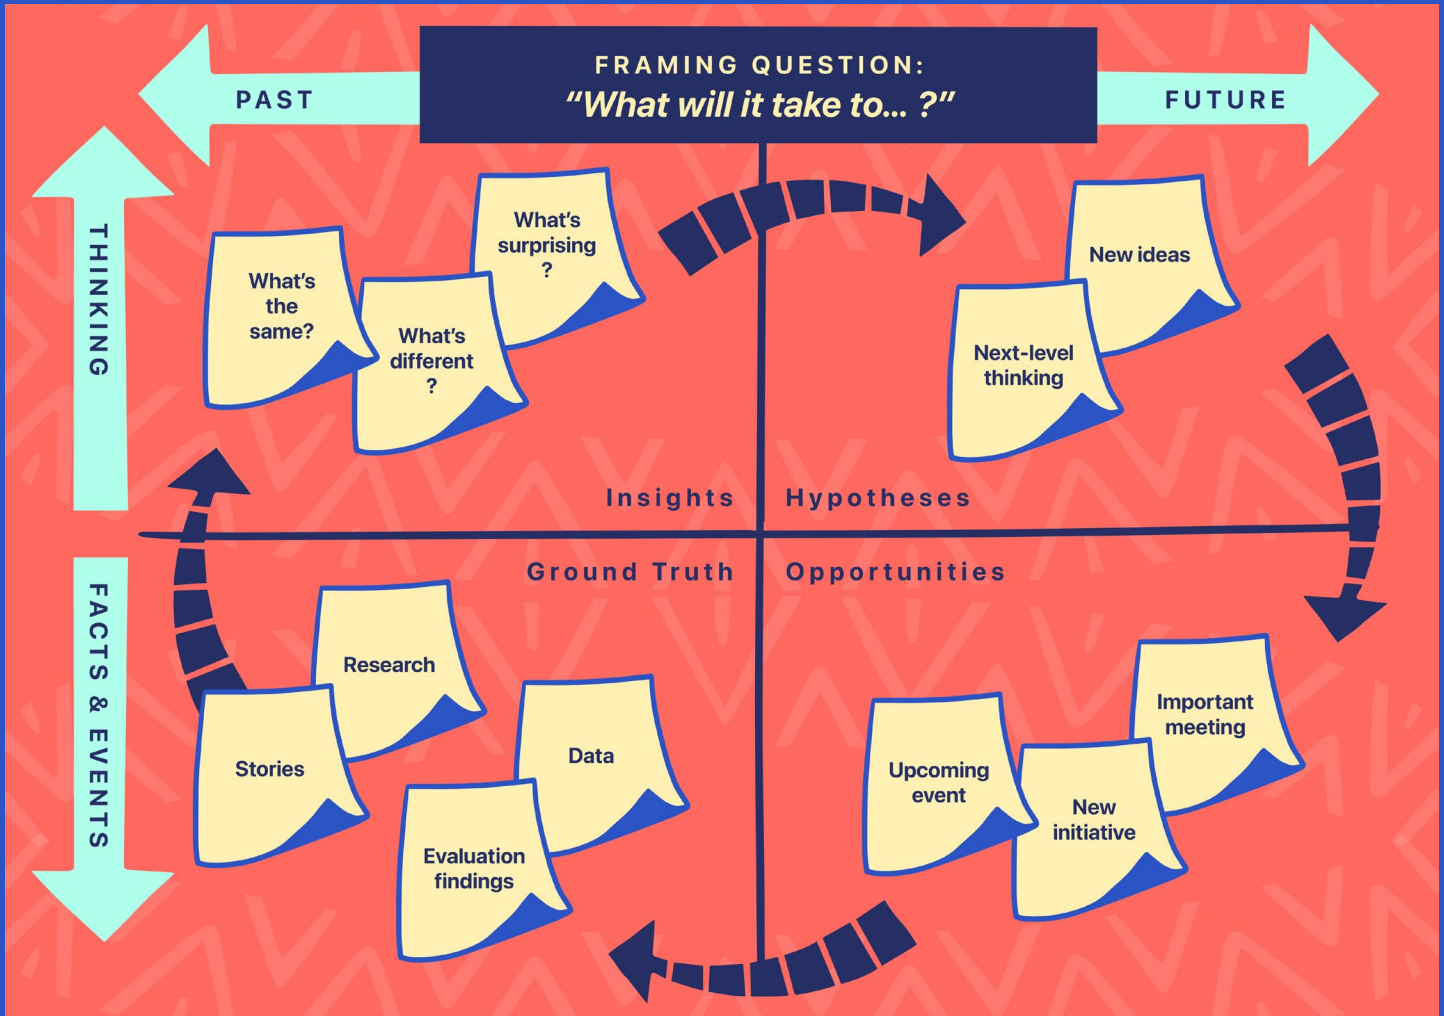 FRAMING QUESTION:
“What will it take to... ?”
PAST
FUTURE
THINKING
What's
the
same?
What's
different
?
What's
surprising
?
New ideas
Next-level
thinking
Insights
Hypotheses
Ground Truth
Opportunities
FACTS & EVENTS
Research
Stories
Data
Evaluation
findings
Important
meeting
Upcoming
event
New
initiative